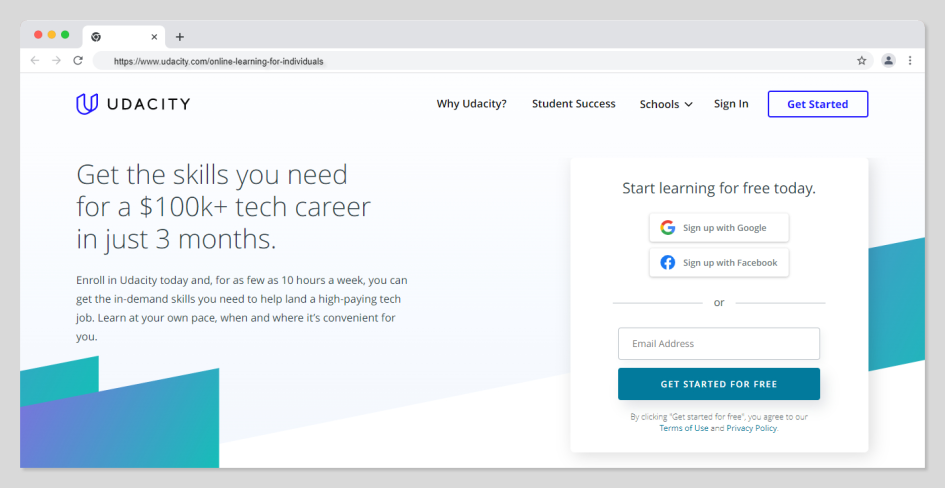 https://www.udacity.com/online-learning-for-individuals
UDACITY
Why Udacity? Student Success Schools Sign In Get Started
Get the skills you need
for a $100k+ tech career
in just 3 months.
Enroll in Udacity today and, for as few as 10 hours a week, you can
get the in-demand skills you need to help land a high-paying tech
job. Learn at your own pace, when and where it’s convenient for
you.
Start learning for free today.
Sign up with Google
Sign up with Facebook
or
Email Address
GET STARTED FOR FREE
By clicking "Get started for free", you agree to our
Terms of Use and Privacy Policy.